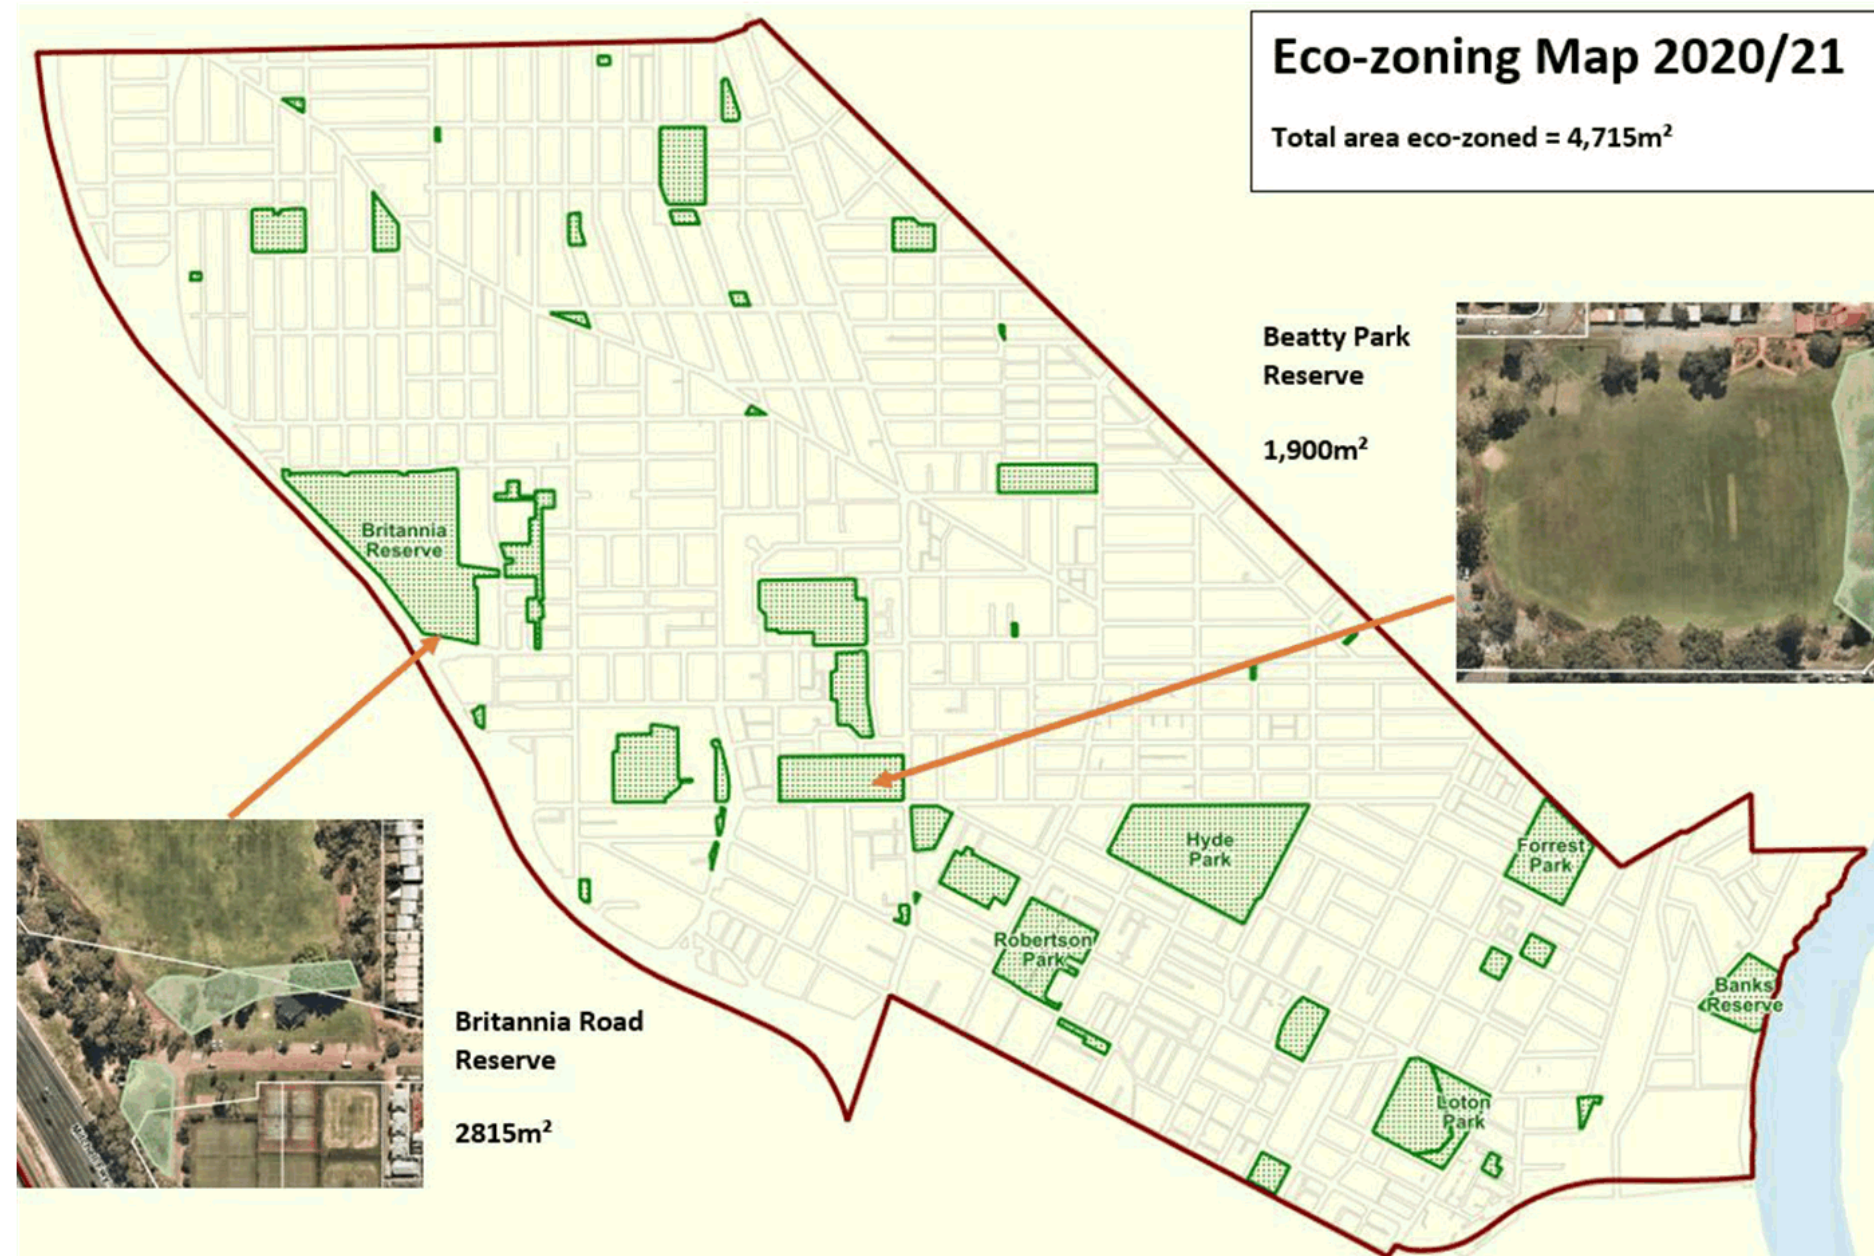 Eco-zoning Map 2020/21
Total area eco-zoned = 4,715m²
Beatty Park
Reserve
1,900m²
Britannia
Reserve
Hyde
Park
Forrest
Park
Robertson
Park
Banks
Reserve
Loton
Park
Britannia Road
Reserve
2815m²